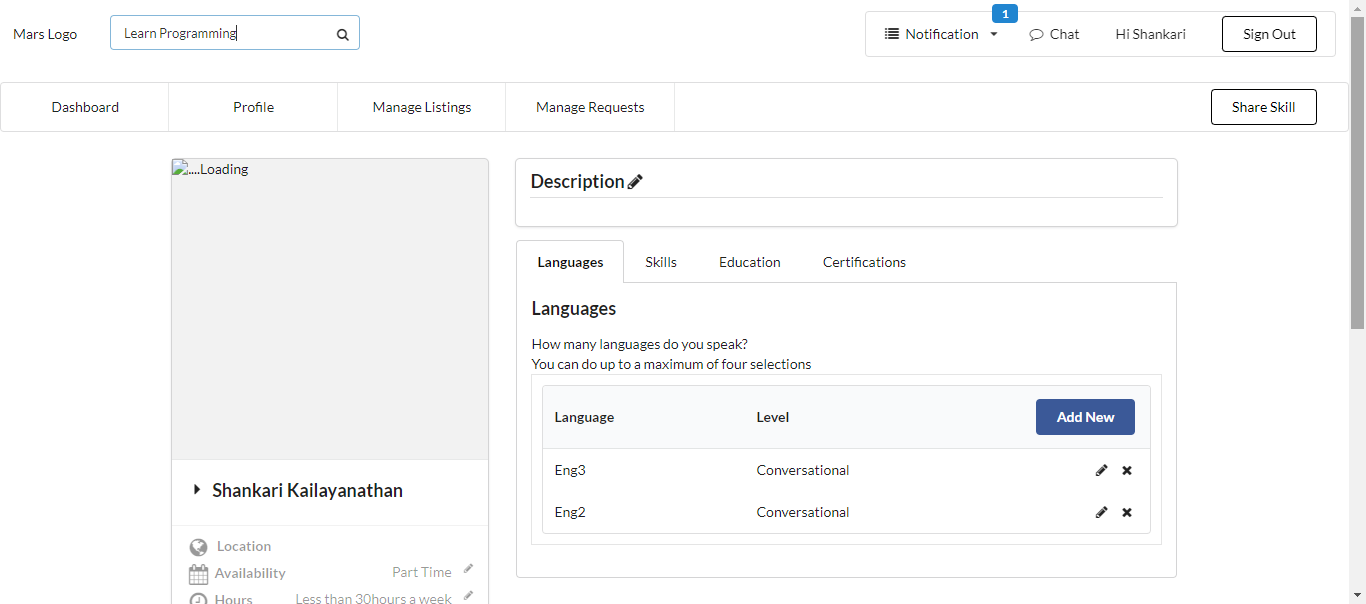 Mars Logo
Learn Programming
Notification
1
Chat
Hi Shankari
Sign Out
Dashboard
Profile
Manage Listings
Manage Requests
Share Skill
....Loading
Shankari Kailayanathan
Location
Availability
Part Time
Hours
Less than 30hours a week
Description
Languages
Skills
Education
Certifications
Languages
How many languages do you speak?
You can do up to a maximum of four selections
Language
Level
Add New
Eng3
Conversational
Eng2
Conversational